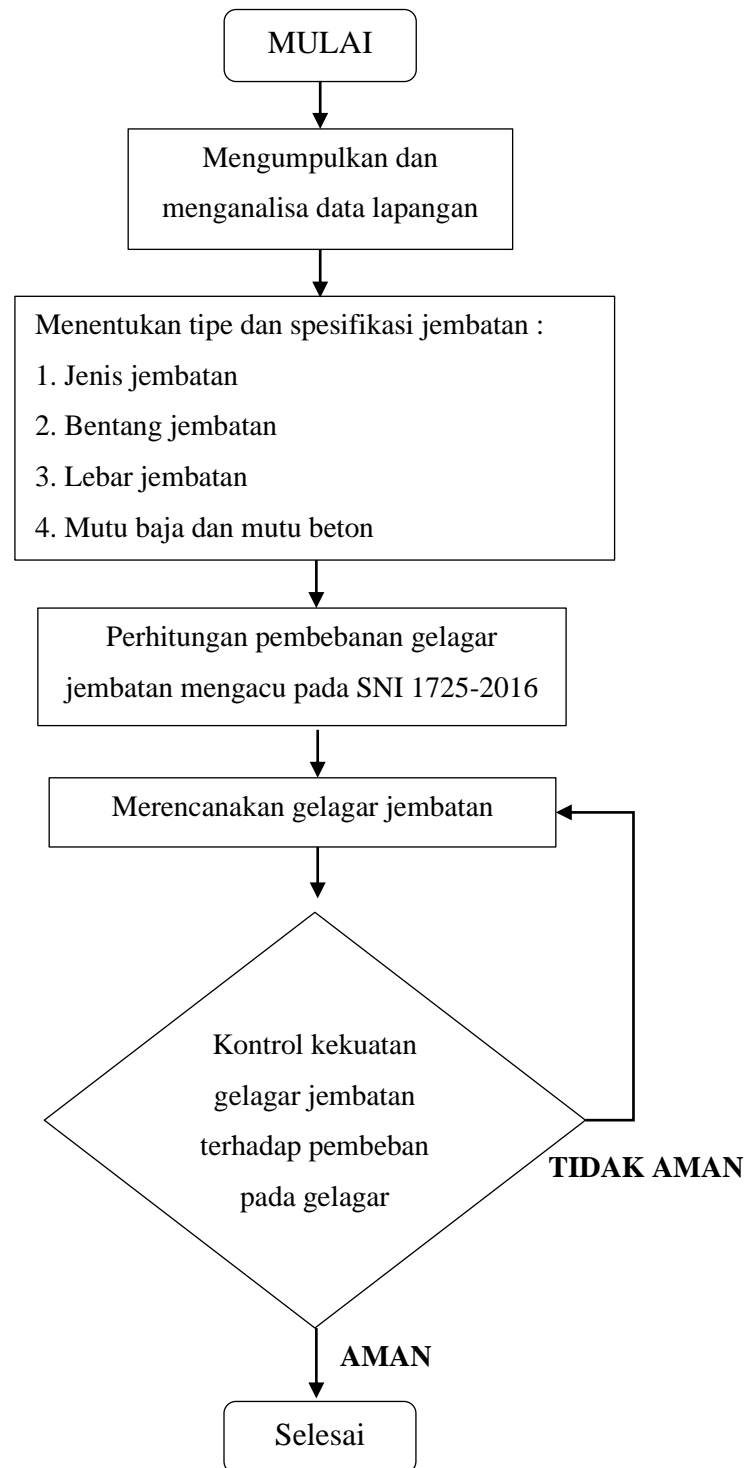 MULAI
Mengumpulkan dan
menganalisa data lapangan
Menentukan tipe dan spesifikasi jembatan :
1. Jenis jembatan
2. Bentang jembatan
3. Lebar jembatan
4. Mutu baja dan mutu beton
Perhitungan pembebanan gelagar
jembatan mengacu pada SNI 1725-2016
Merencanakan gelagar jembatan
Kontrol kekuatan
gelagar jembatan
terhadap pembeban
pada gelagar
TIDAK AMAN
AMAN
Selesai